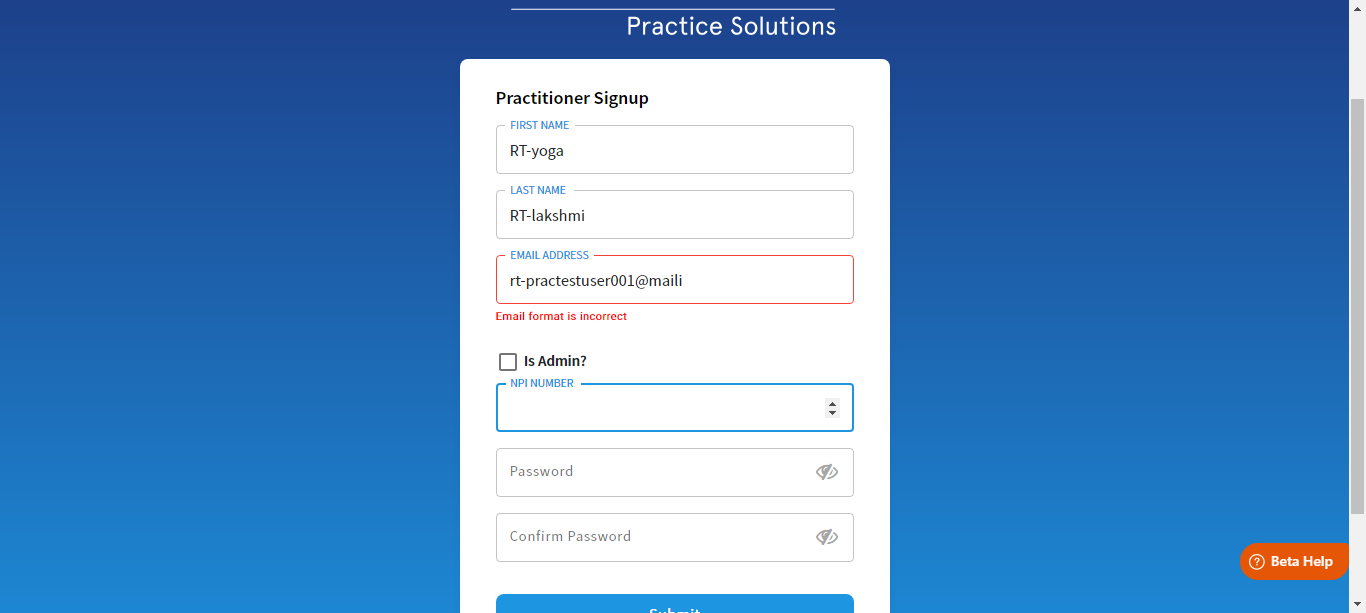 Practice Solutions
Practitioner Signup
FIRST NAME
RT-yoga
LAST NAME
RT-lakshmi
EMAIL ADDRESS
rt-practestuser001@maili
Email format is incorrect
Is Admin?
NPI NUMBER
Password
Confirm Password
Submit
? Beta Help